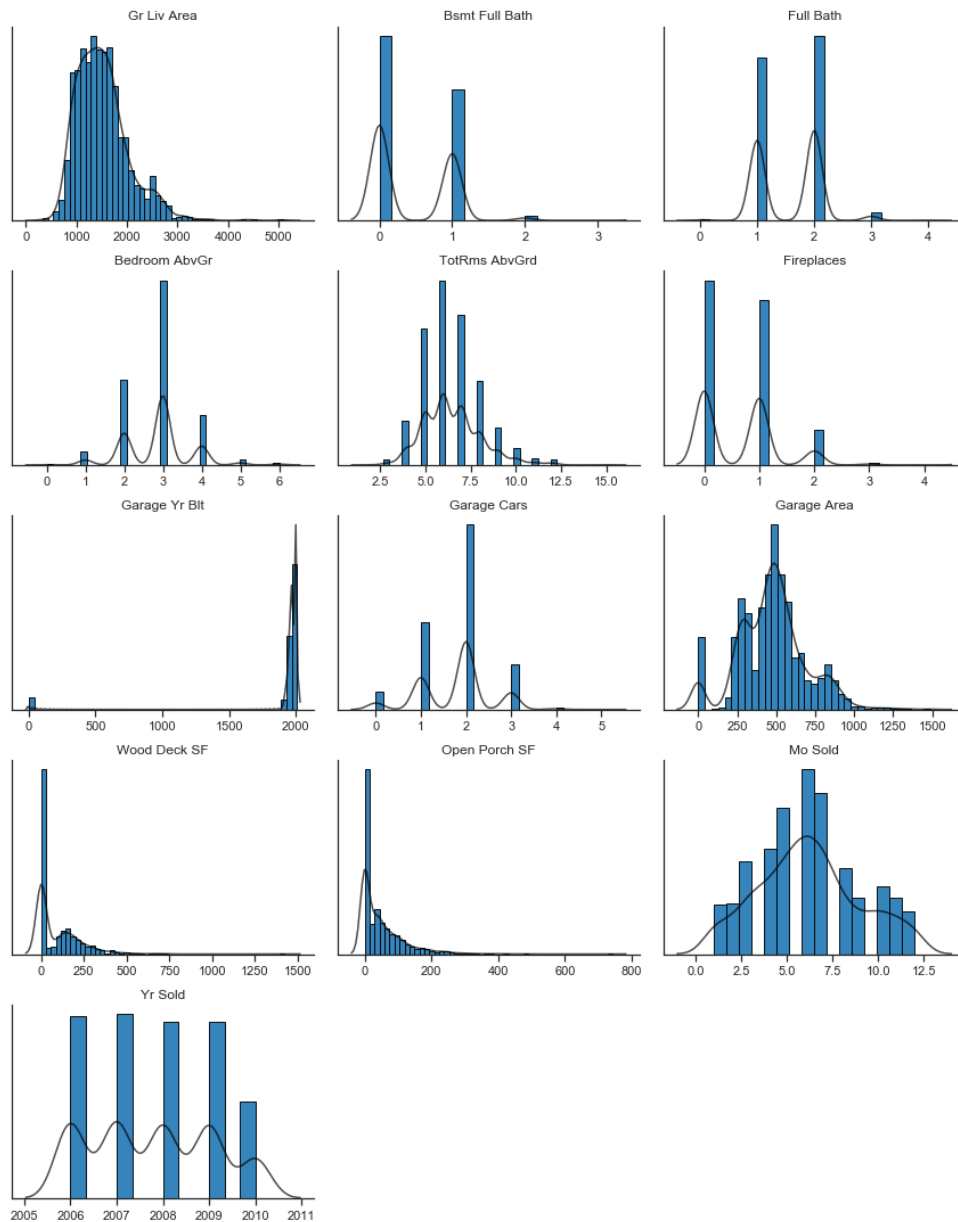 Gr Liv Area Bsmt Full Bath Full Bath
0 1000 2000 3000 4000 5000 0 1 2 3 0 1 2 3 4
Bedroom AbvGr TotRms AbvGrd Fireplaces
0 1 2 3 4 5 6 2.5 5.0 7.5 10.0 12.5 15.0 0 1 2 3 4
Garage Yr Blt Garage Cars Garage Area
0 500 1000 1500 2000 0 1 2 3 4 5 0 250 500 750 1000 1250 1500
Wood Deck SF Open Porch SF Mo Sold
0 250 500 750 1000 1250 1500 0 200 400 600 800 0.0 2.5 5.0 7.5 10.0 12.5
Yr Sold
2005 2006 2007 2008 2009 2010 2011